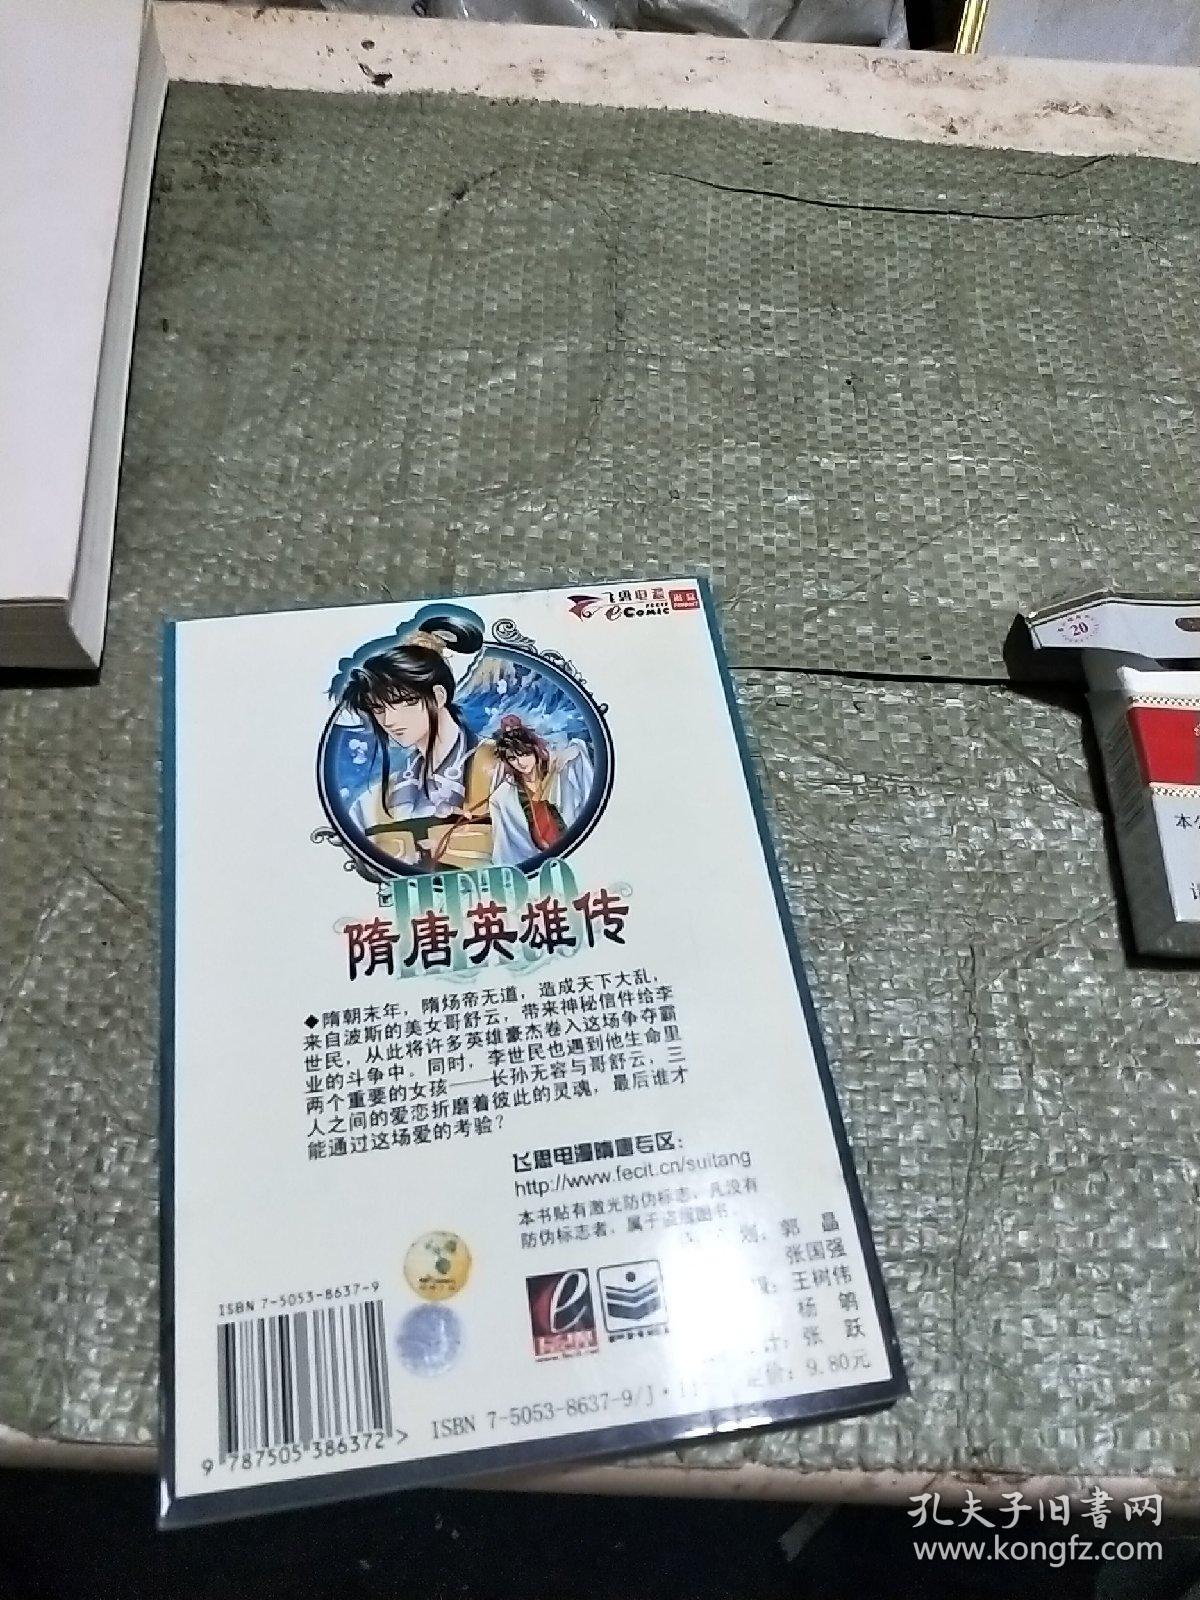 飞思电漫
FECIT
eCOMIC
PRODUCT
HERO
隋唐英雄传
◆隋朝末年，隋炀帝无道，造成天下大乱，
来自波斯的美女哥舒云，带来神秘信件给李
世民，从此将许多英雄豪杰卷入这场争夺霸
业的斗争中。同时，李世民也遇到他生命里
两个重要的女孩——长孙无容与哥舒云，三
人之间的爱恋折磨着彼此的灵魂，最后谁才
能通过这场爱的考验？
飞思电漫隋唐专区：
http://www.fecit.cn/suitang
本书贴有激光防伪标志，凡没有
防伪标志者，属于盗版图书。
划：郭 晶
张国强
王树伟
杨 鸲
计：张 跃
定价：9.80元
ISBN 7-5053-8637-9
9 787505 386372 >
ISBN 7-5053-8637-9/J·
e
PHEI
20
本
孔夫子旧書网
www.kongfz.com